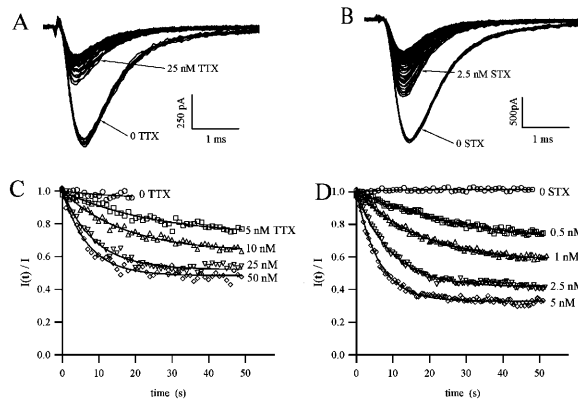 A
25 nM TTX
0 TTX
250 pA
1 ms
B
2.5 nM STX
0 STX
500pA
1 ms
C
I(t) / I
1.0
0.8
0.6
0.4
0.2
0.0
0 TTX
5 nM TTX
10 nM
25 nM
50 nM
0 10 20 30 40 50
time (s)
D
I(t) / I
1.0
0.8
0.6
0.4
0.2
0.0
0 STX
0.5 n
1 nM
2.5 n
5 nM
0 10 20 30 40 50
time (s)